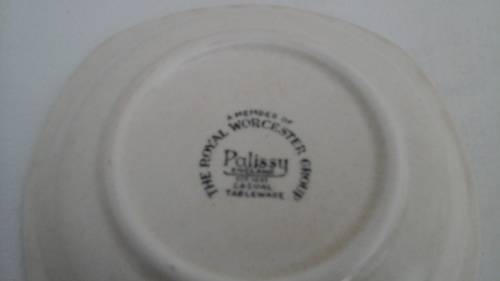 A MEMBER OF
THE ROYAL WORCESTER GROUP
Palissy
ENGLAND
CASUAL
TABLEWARE